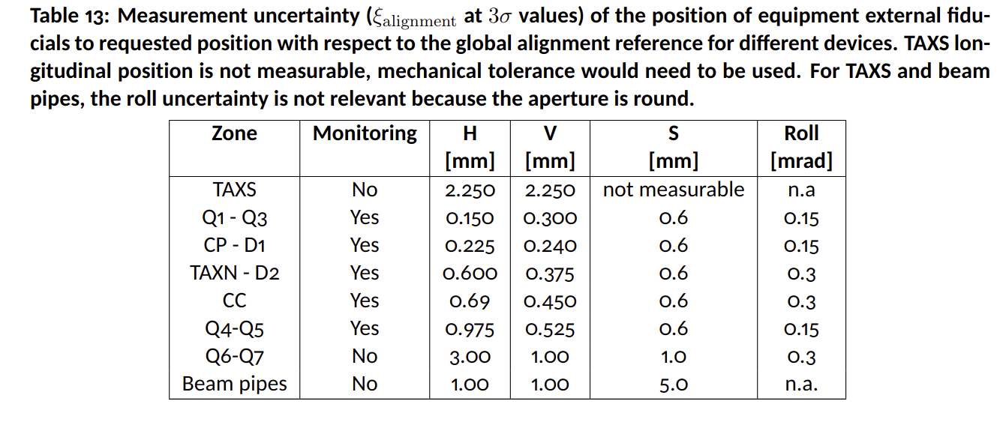 Table 13: Measurement uncertainty (ξalignment at 3σ values) of the position of equipment external fidu-
cials to requested position with respect to the global alignment reference for different devices. TAXS lon-
gitudinal position is not measurable, mechanical tolerance would need to be used. For TAXS and beam
pipes, the roll uncertainty is not relevant because the aperture is round.
Zone Monitoring H V S Roll
[mm] [mm] [mm] [mrad]
TAXS No 2.250 2.250 not measurable n.a
Q1 - Q3 Yes 0.150 0.300 0.6 0.15
CP - D1 Yes 0.225 0.240 0.6 0.15
TAXN - D2 Yes 0.600 0.375 0.6 0.3
CC Yes 0.69 0.450 0.6 0.3
Q4-Q5 Yes 0.975 0.525 0.6 0.15
Q6-Q7 No 3.00 1.00 1.0 0.3
Beam pipes No 1.00 1.00 5.0 n.a.